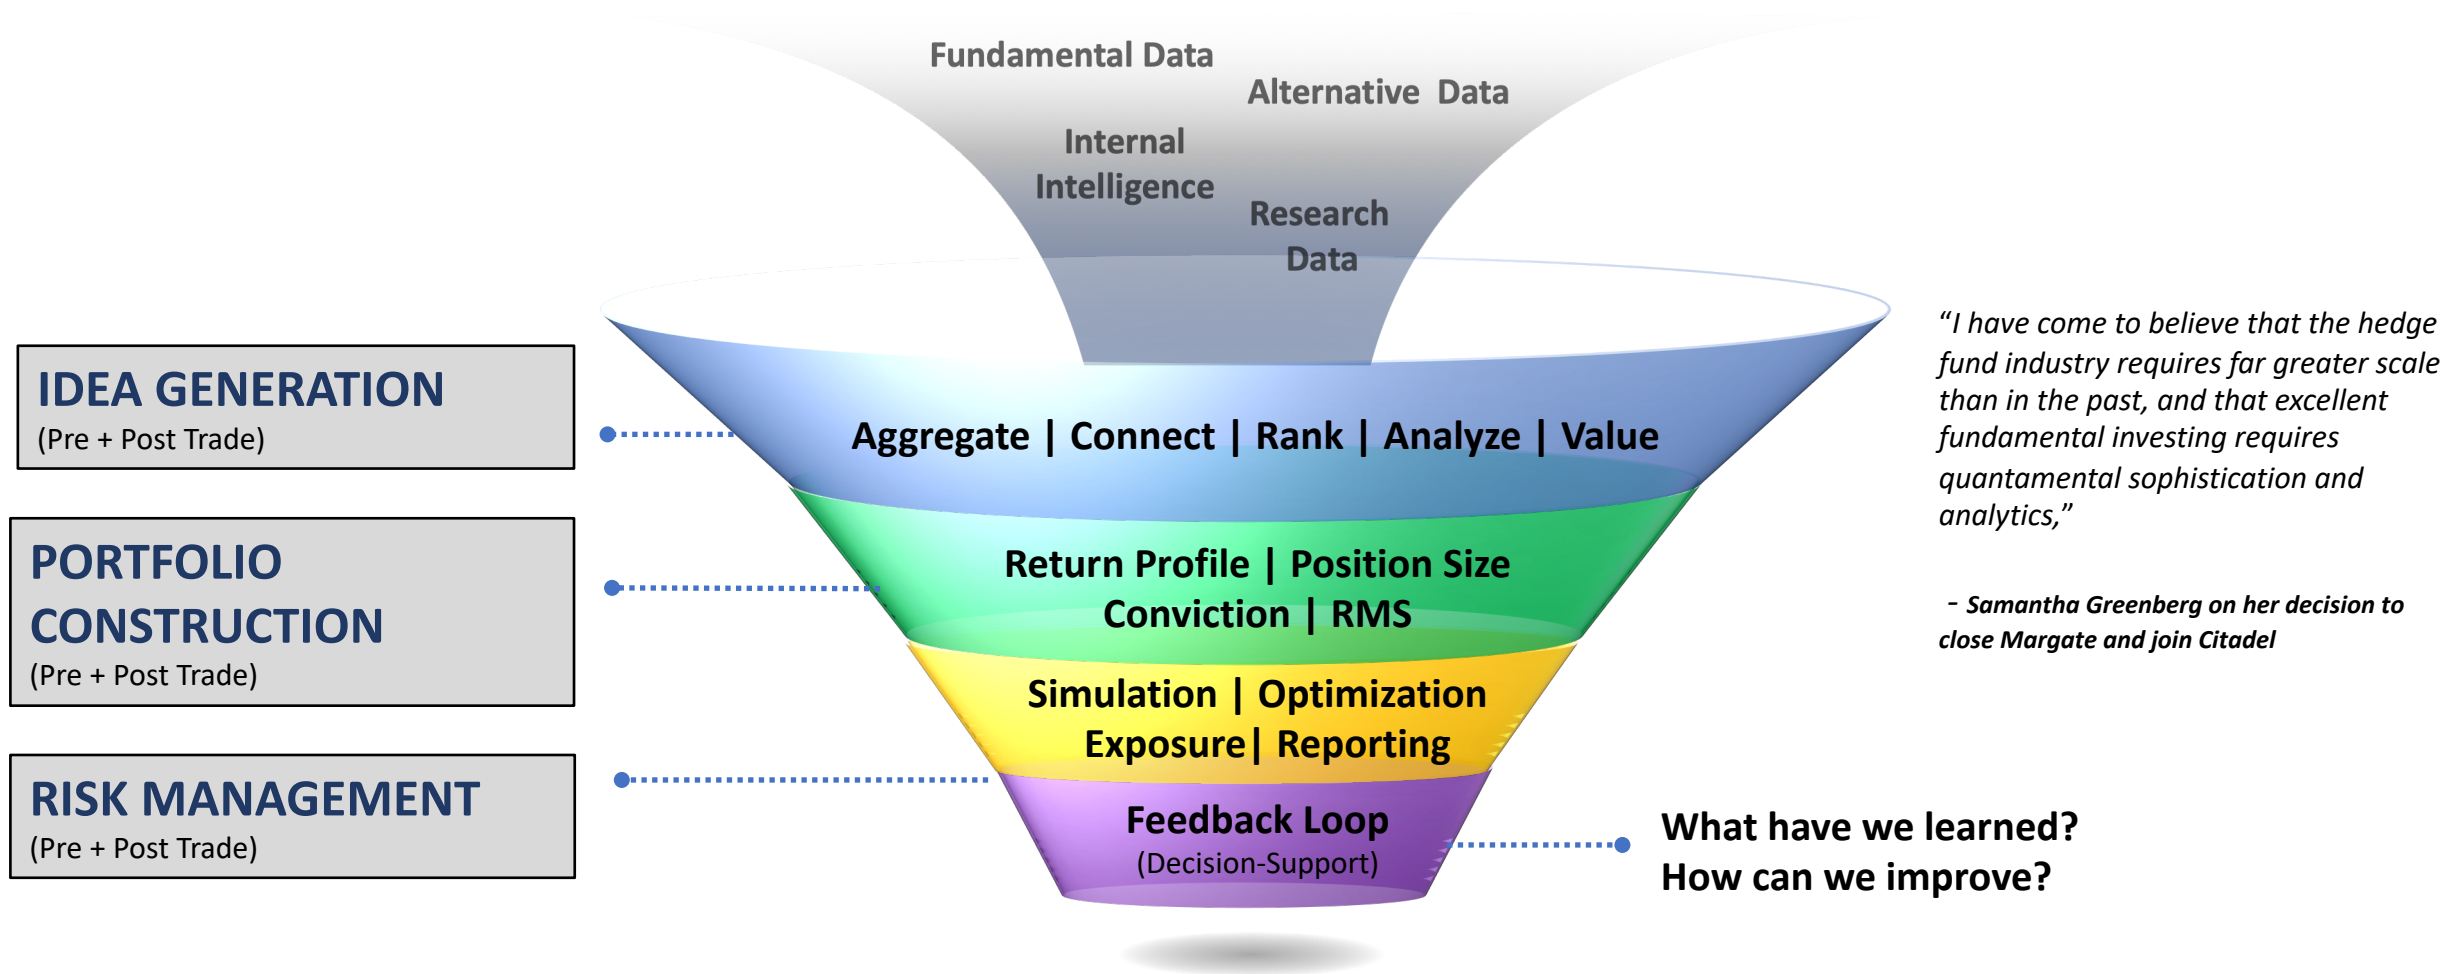 Fundamental Data
Alternative Data
Internal
Intelligence
Research
Data
IDEA GENERATION
(Pre + Post Trade)
Aggregate | Connect | Rank | Analyze | Value
PORTFOLIO
CONSTRUCTION
(Pre + Post Trade)
Return Profile | Position Size
Conviction | RMS
Simulation | Optimization
Exposure| Reporting
RISK MANAGEMENT
(Pre + Post Trade)
Feedback Loop
(Decision-Support)
What have we learned?
How can we improve?
“I have come to believe that the hedge
fund industry requires far greater scale
than in the past, and that excellent
fundamental investing requires
quantamental sophistication and
analytics,”
- Samantha Greenberg on her decision to
close Margate and join Citadel